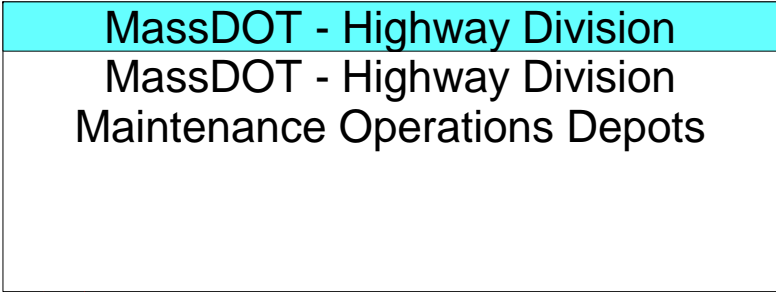 MassDOT - Highway Division
MassDOT - Highway Division
Maintenance Operations Depots